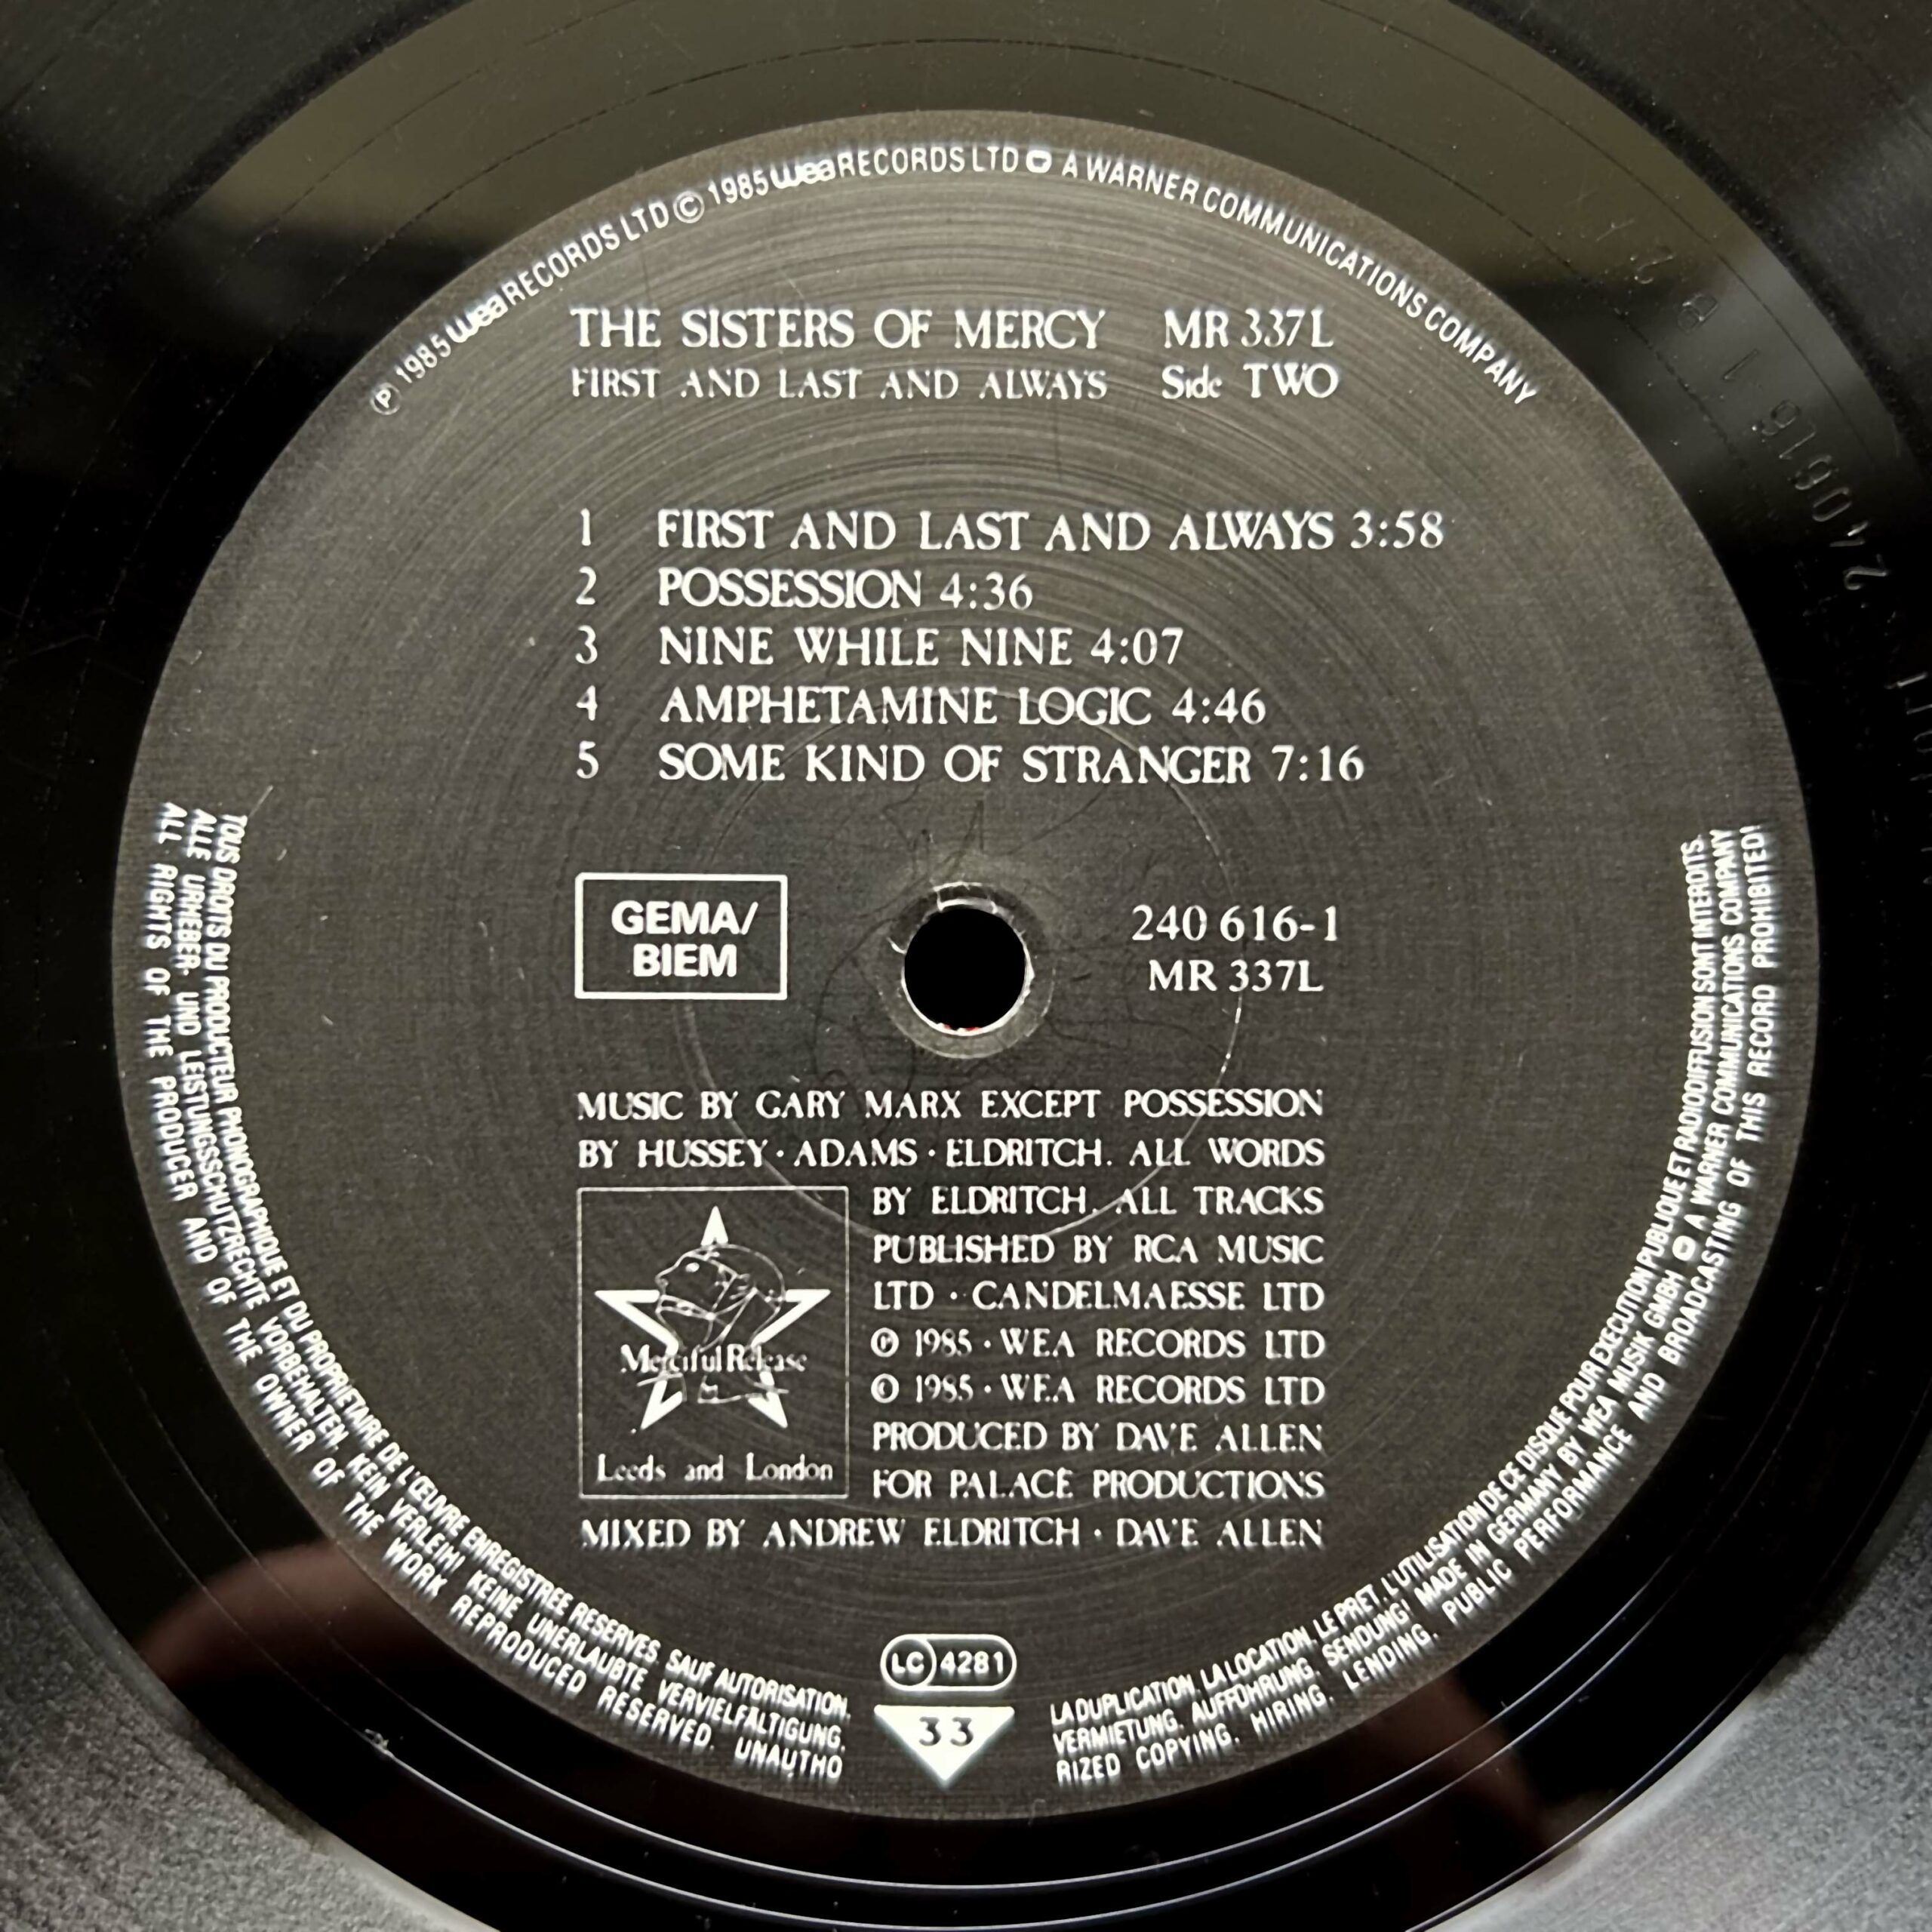 ℗ 1985 wea RECORDS LTD © 1985 wea RECORDS LTD A WARNER COMMUNICATIONS COMPANY
THE SISTERS OF MERCY MR 337L
FIRST AND LAST AND ALWAYS Side TWO
1 FIRST AND LAST AND ALWAYS 3:58
2 POSSESSION 4:36
3 NINE WHILE NINE 4:07
4 AMPHETAMINE LOGIC 4:46
5 SOME KIND OF STRANGER 7:16
GEMA/
BIEM
240 616-1
MR 337L
MUSIC BY GARY MARX EXCEPT POSSESSION
BY HUSSEY · ADAMS · ELDRITCH. ALL WORDS
BY ELDRITCH. ALL TRACKS
PUBLISHED BY RCA MUSIC
LTD · CANDELMAESSE LTD
℗ 1985 · WEA RECORDS LTD
© 1985 · WEA RECORDS LTD
PRODUCED BY DAVE ALLEN
FOR PALACE PRODUCTIONS
MIXED BY ANDREW ELDRITCH · DAVE ALLEN
Merciful Release
Leeds and London
LC 4281
33
TOUS DROITS DU PRODUCTEUR PHONOGRAPHIQUE ET DU PROPRIETAIRE DE L'ŒUVRE ENREGISTREE RESERVES. SAUF AUTORISATION, LA DUPLICATION, LA LOCATION, LE PRET, L'UTILISATION DE CE DISQUE POUR EXECUTION PUBLIQUE ET RADIODIFFUSION SONT INTERDITS.
ALLE URHEBER- UND LEISTUNGSSCHUTZRECHTE VORBEHALTEN. KEIN VERLEIH! KEINE UNERLAUBTE VERVIELFÄLTIGUNG, VERMIETUNG, AUFFÜHRUNG, SENDUNG! MADE IN GERMANY BY WEA MUSIK GMBH A WARNER COMMUNICATIONS COMPANY
ALL RIGHTS OF THE PRODUCER AND OF THE OWNER OF THE WORK REPRODUCED RESERVED. UNAUTHORIZED COPYING, HIRING, LENDING, PUBLIC PERFORMANCE AND BROADCASTING OF THIS RECORD PROHIBITED!